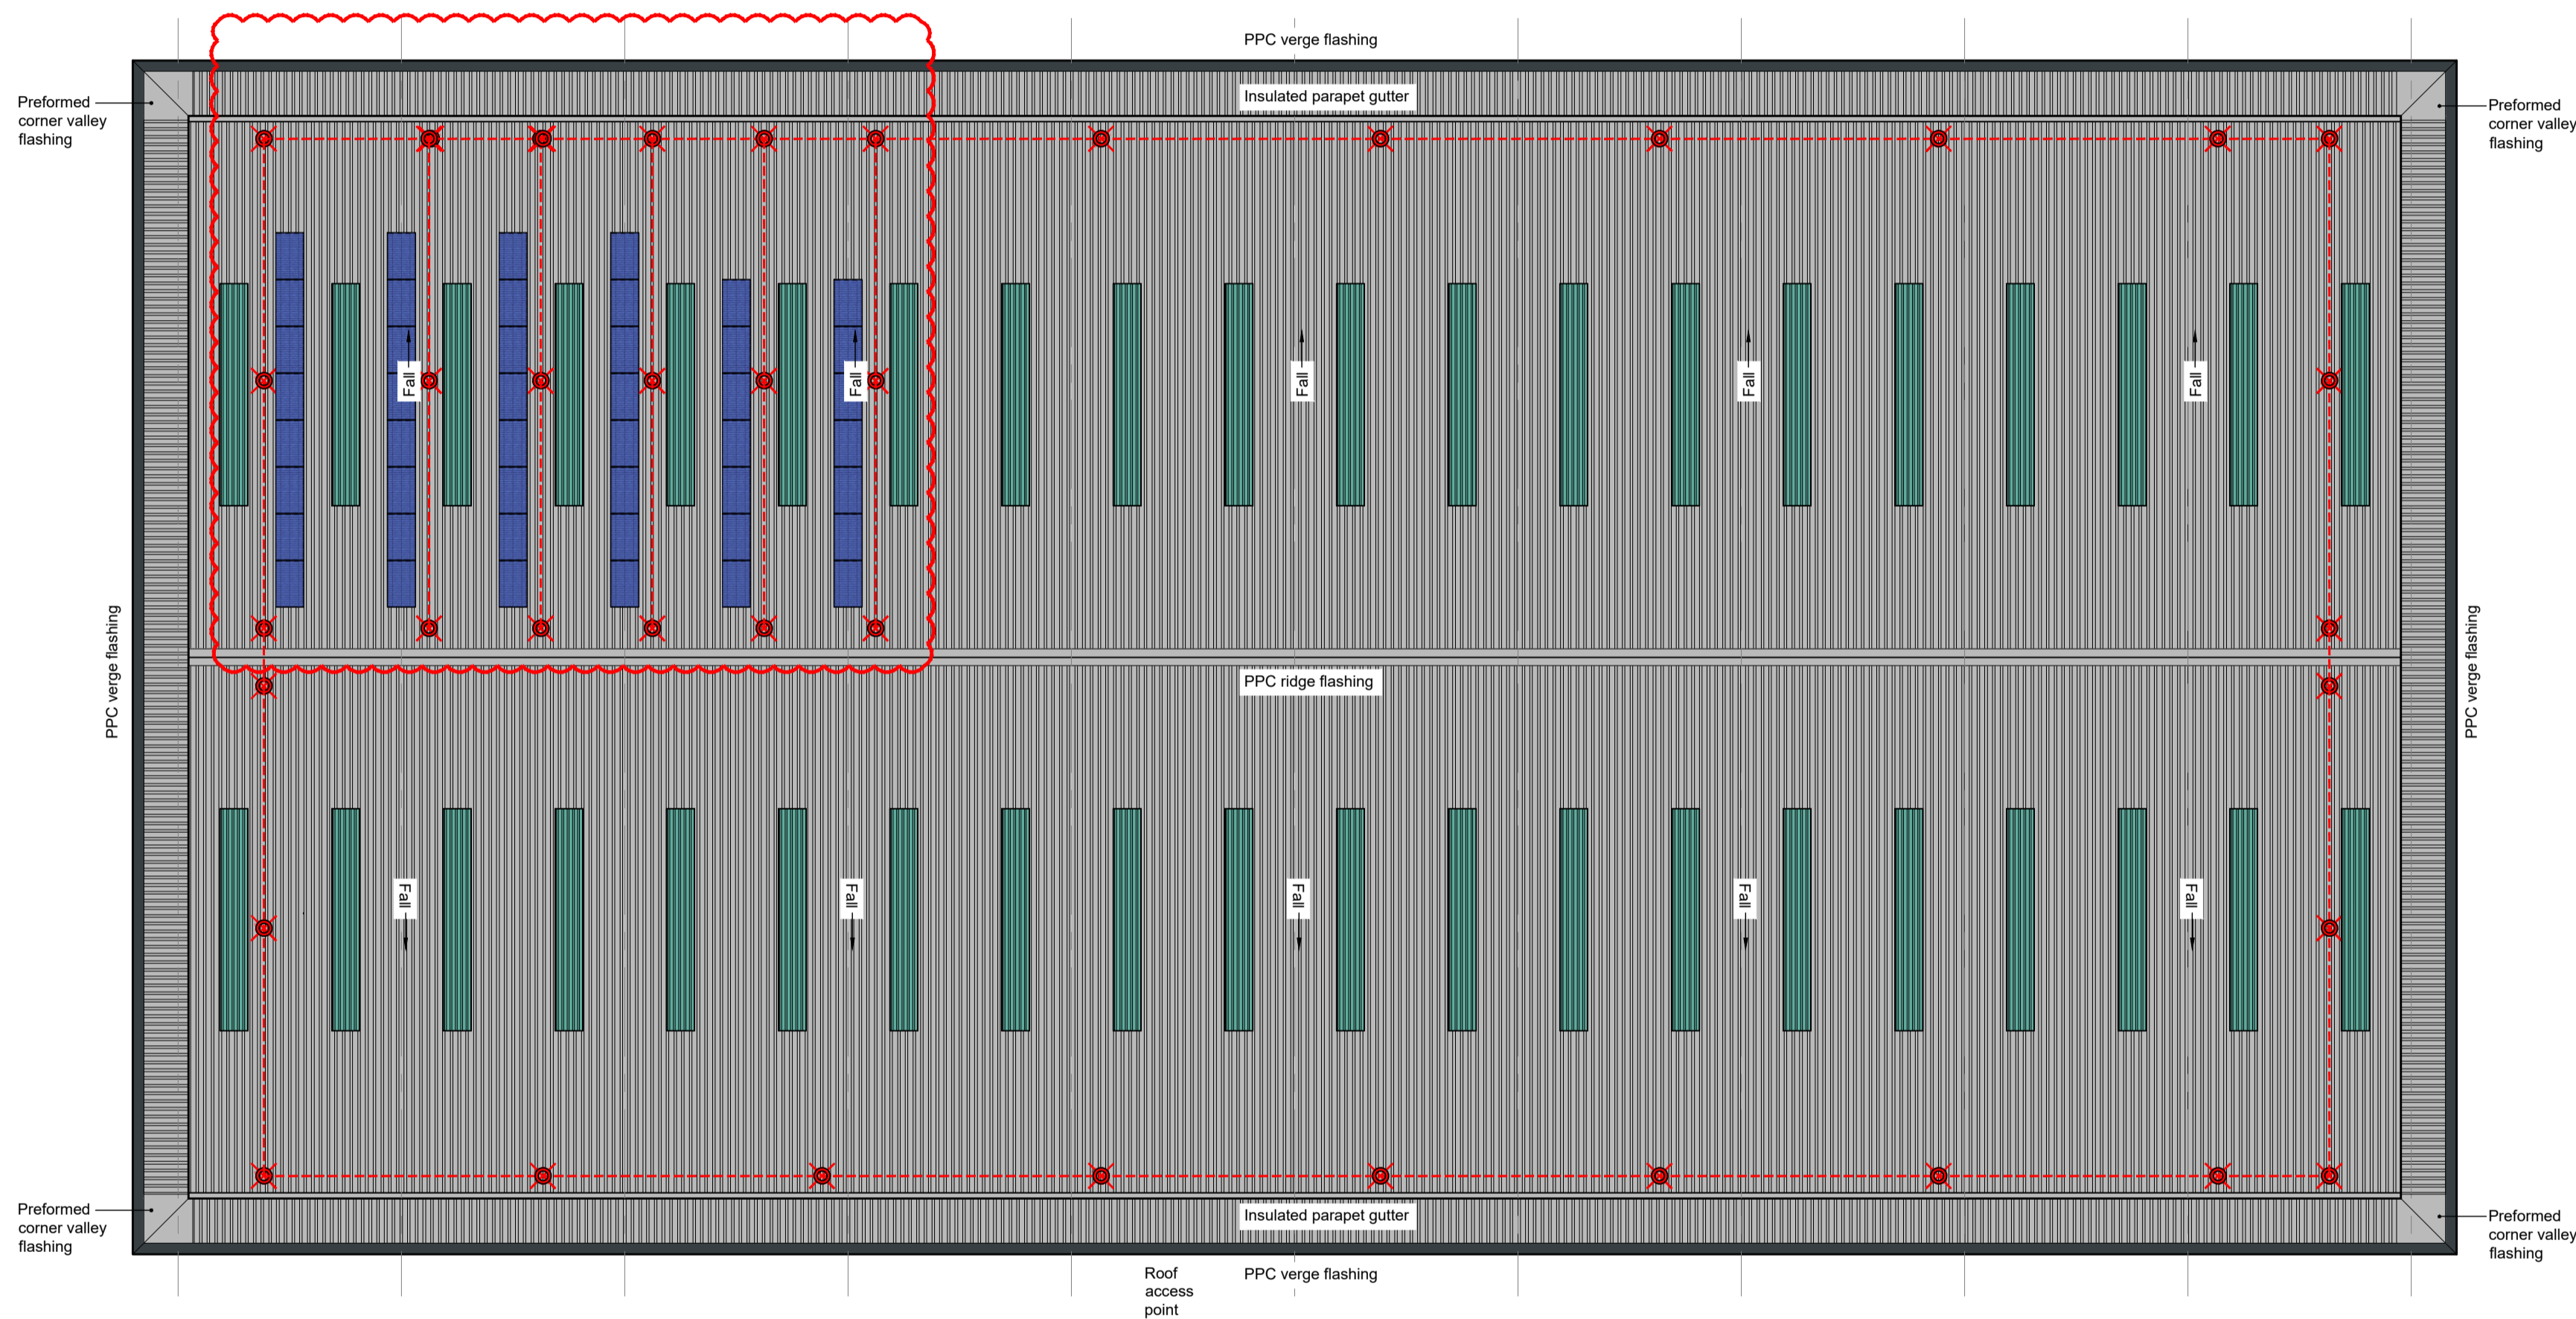 PPC verge flashing
Preformed
corner valley
flashing
Insulated parapet gutter
Preformed
corner valley
flashing
Fall
Fall
Fall
Fall
Fall
PPC verge flashing
PPC ridge flashing
PPC verge flashing
Fall
Fall
Fall
Fall
Fall
Preformed
corner valley
flashing
Insulated parapet gutter
Preformed
corner valley
flashing
Roof
access
point
PPC verge flashing